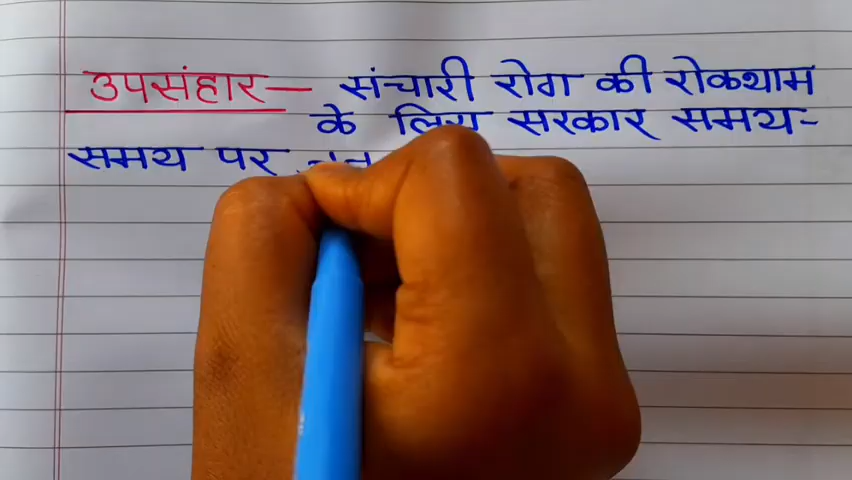 उपसंहार— संचारी रोग की रोकथाम
के लिए सरकार समय-
समय पर